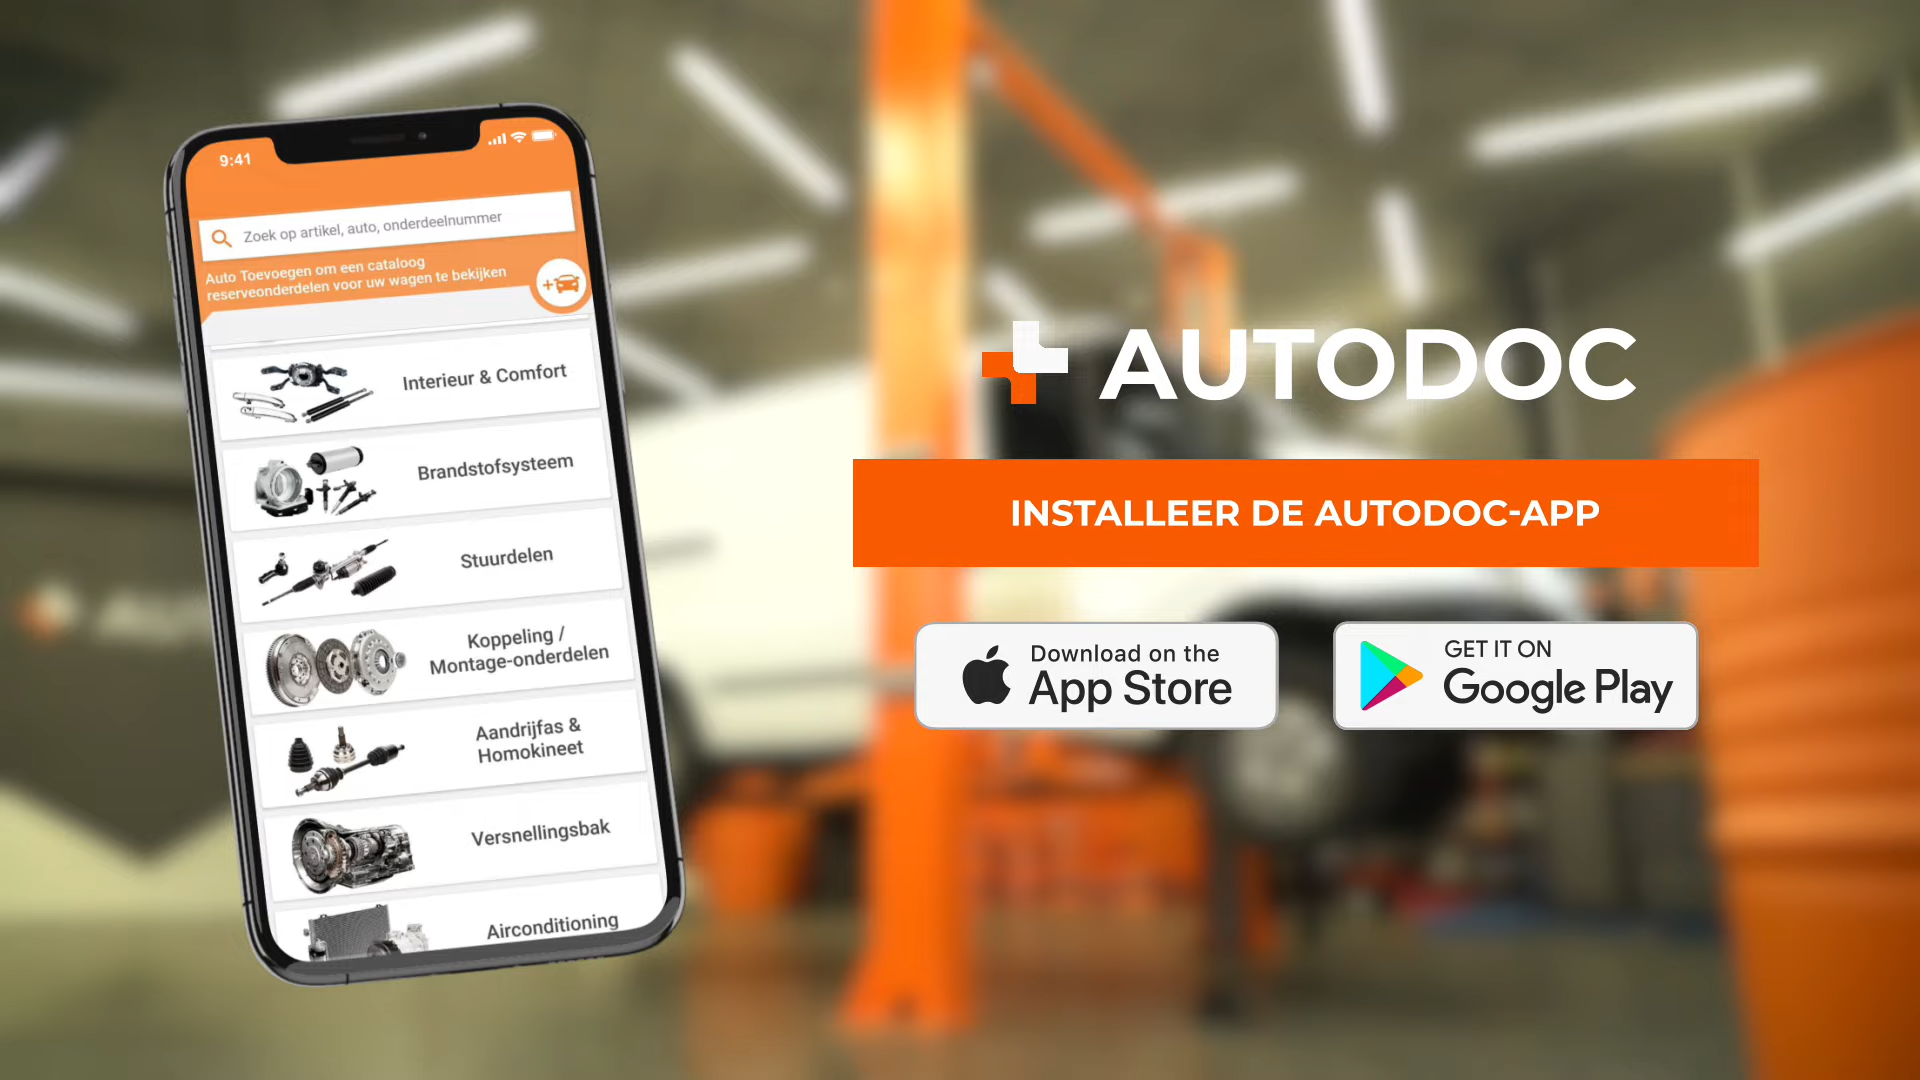 9:41
Zoek op artikel, auto, onderdeelnummer
Auto Toevoegen om een cataloog
reserveonderdelen voor uw wagen te bekijken
Interieur & Comfort
Brandstofsysteem
Stuurdelen
Koppeling /
Montage-onderdelen
Aandrijfas &
Homokineet
Versnellingsbak
Airconditioning
AUTODOC
INSTALLEER DE AUTODOC-APP
Download on the
App Store
GET IT ON
Google Play